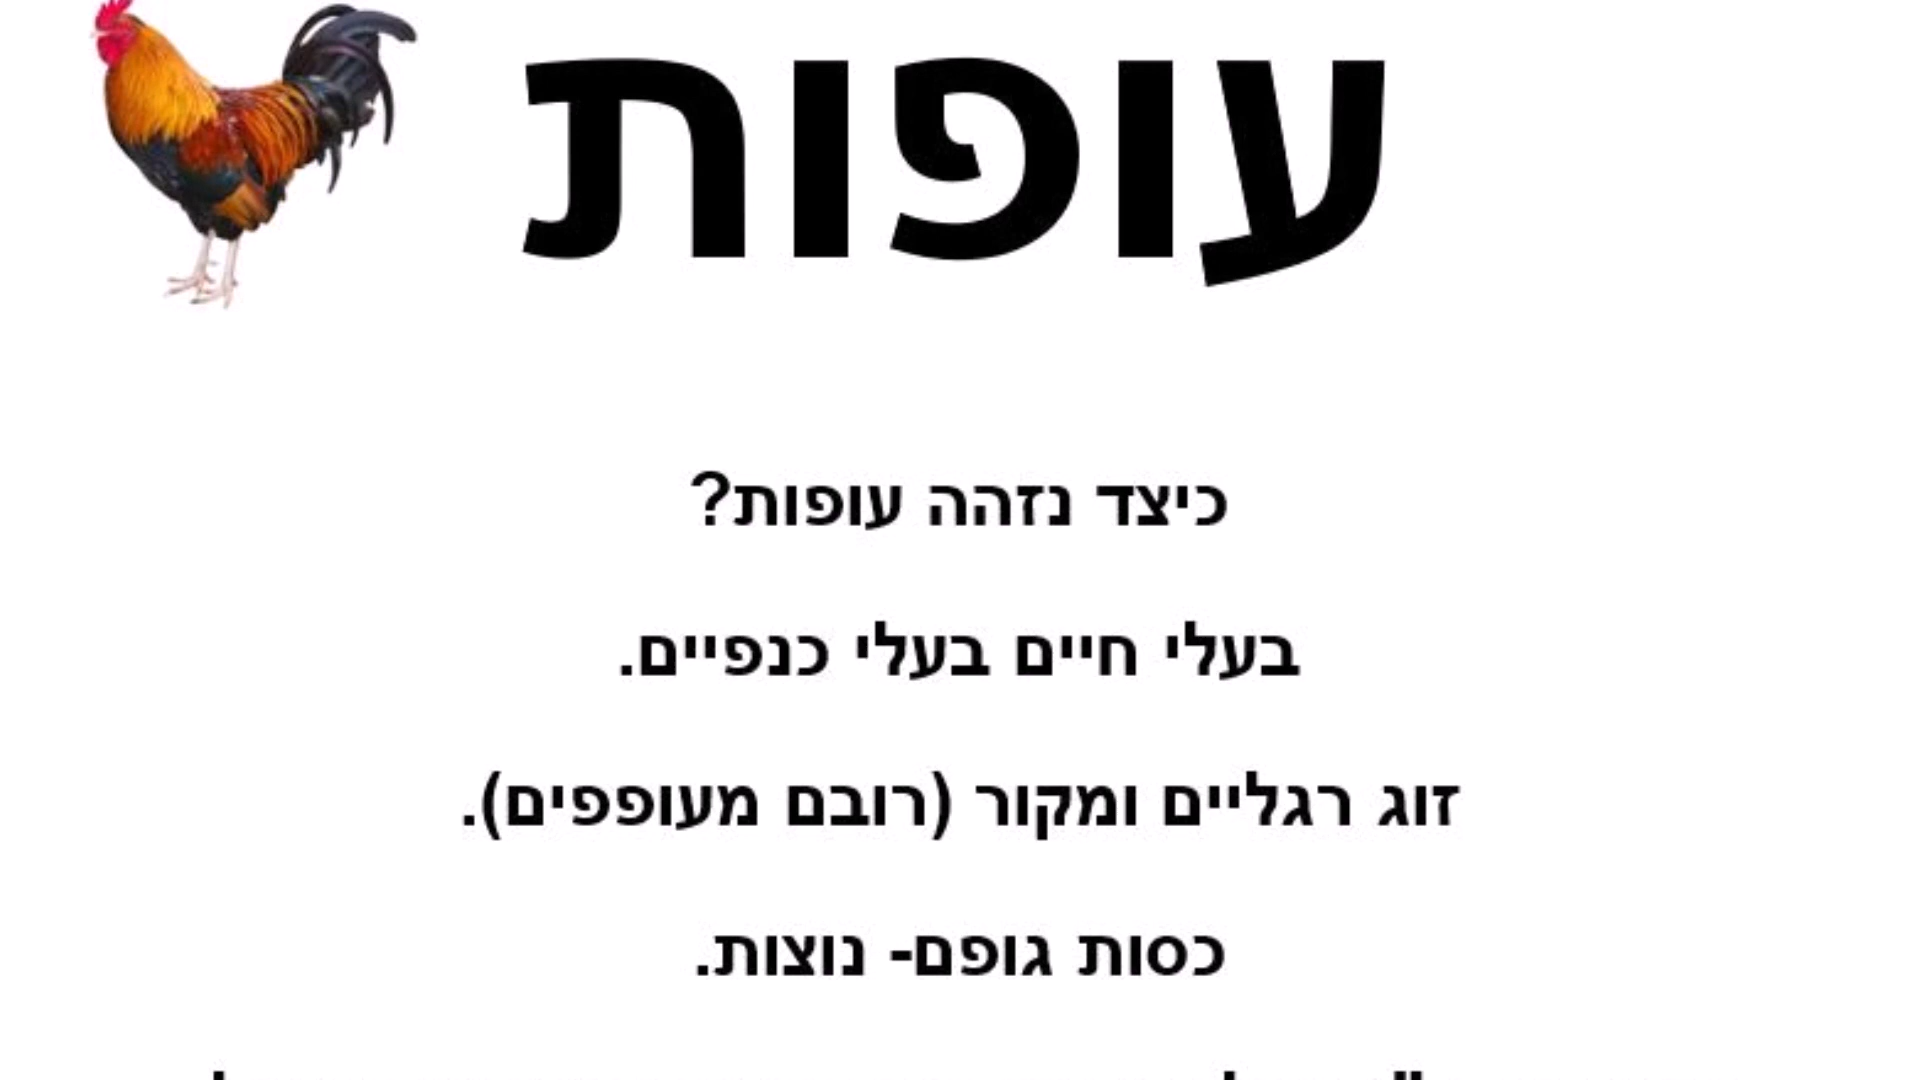 עופות
כיצד נזהה עופות?
בעלי חיים בעלי כנפיים.
זוג רגליים ומקור (רובם מעופפים).
כסות גופם- נוצות.